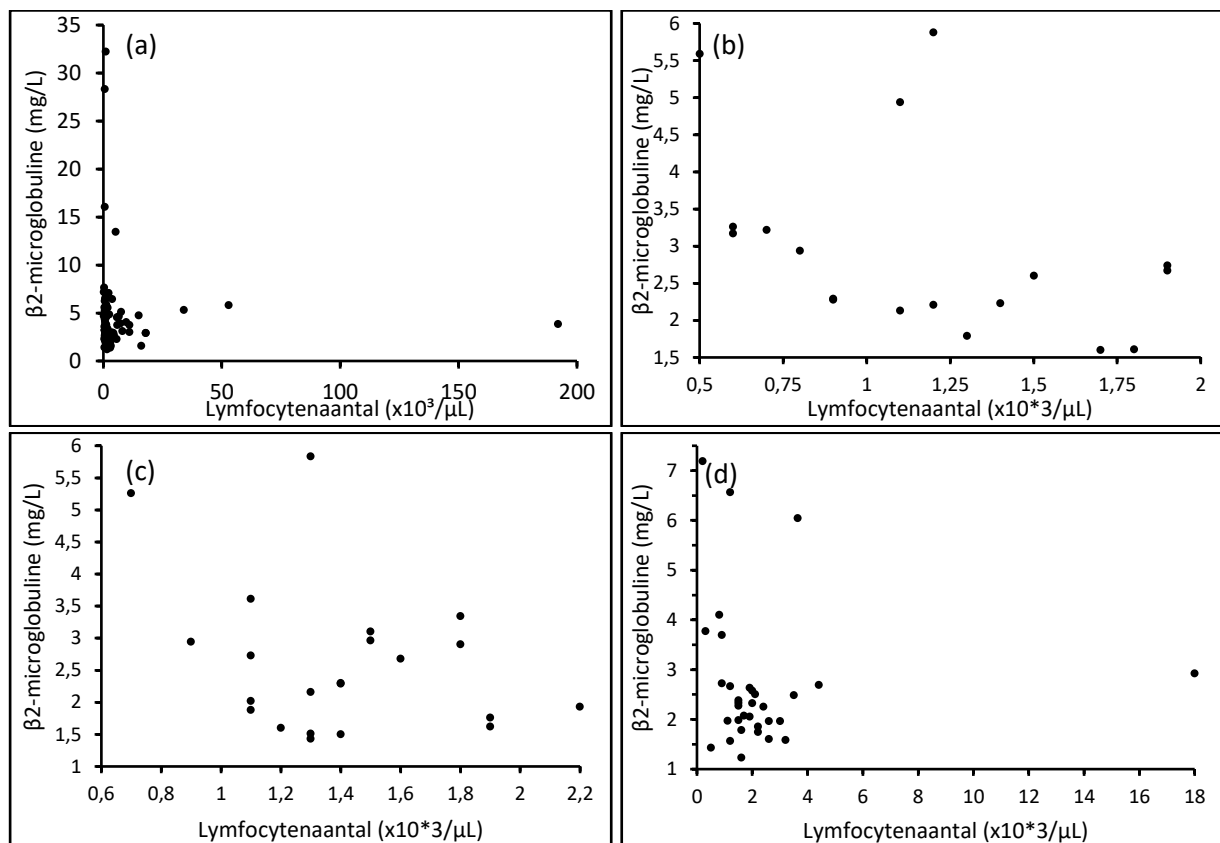 (a)
β2-microglobuline (mg/L)
35
30
25
20
15
10
5
0
0 50 100 150 200
Lymfocytenaantal (x10³/µL)
(b)
β2-microglobuline (mg/L)
6
5,5
5
4,5
4
3,5
3
2,5
2
1,5
0,5 0,75 1 1,25 1,5 1,75 2
Lymfocytenaantal (x10*3/µL)
(c)
β2-microglobuline (mg/L)
6
5,5
5
4,5
4
3,5
3
2,5
2
1,5
1
0,6 0,8 1 1,2 1,4 1,6 1,8 2 2,2
Lymfocytenaantal (x10*3/µL)
(d)
β2-microglobuline (mg/L)
7
6
5
4
3
2
1
0 2 4 6 8 10 12 14 16 18
Lymfocytenaantal (x10*3/µL)